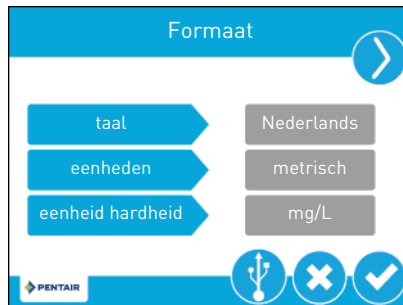 Formaat
taal
Nederlands
eenheden
metrisch
eenheid hardheid
mg/L
PENTAIR